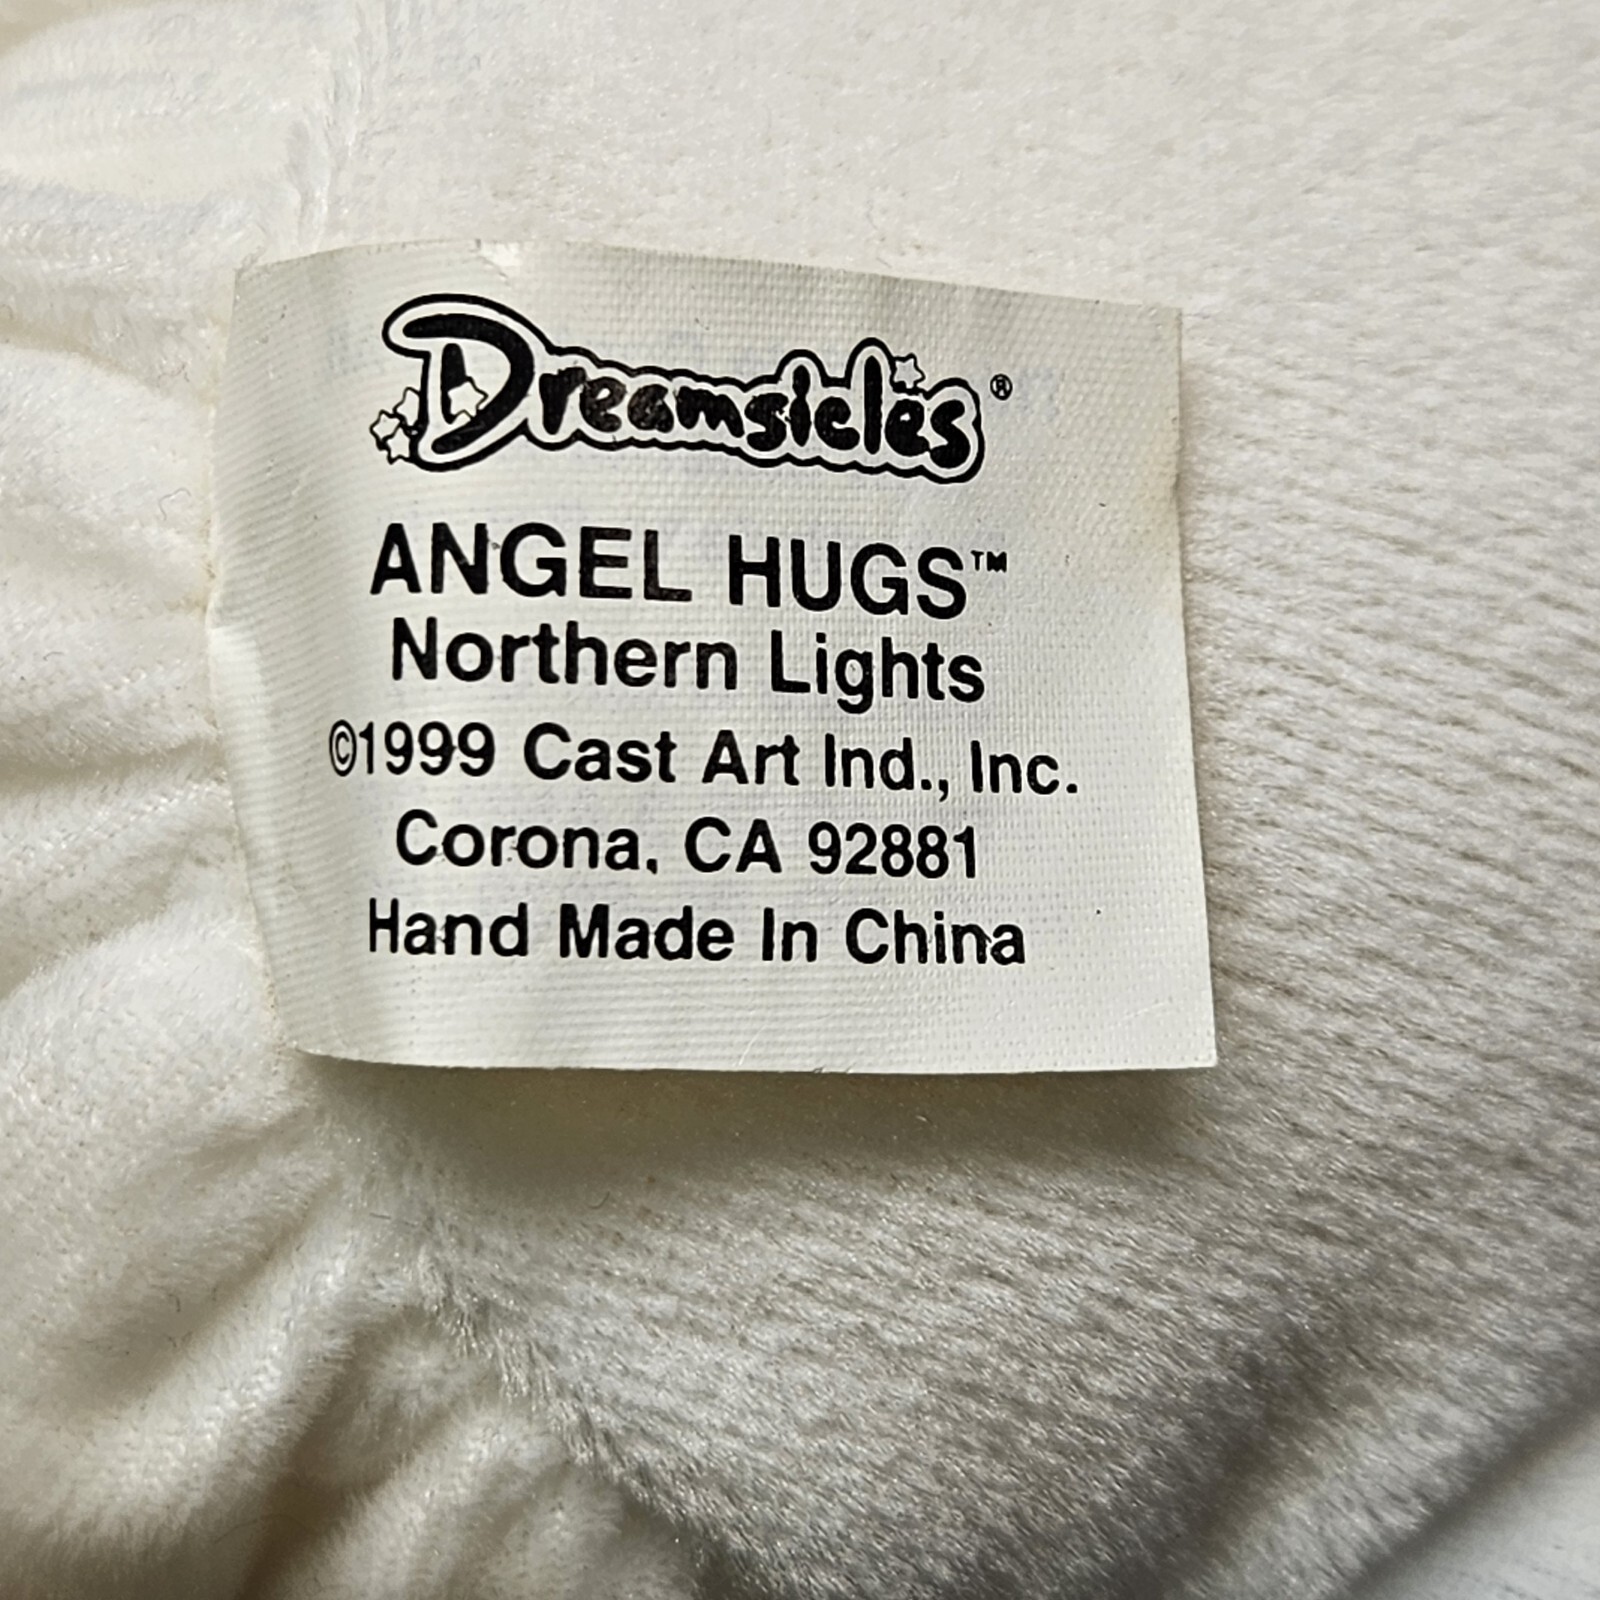 Dreamsicles®
ANGEL HUGS™
Northern Lights
©1999 Cast Art Ind., Inc.
Corona, CA 92881
Hand Made In China